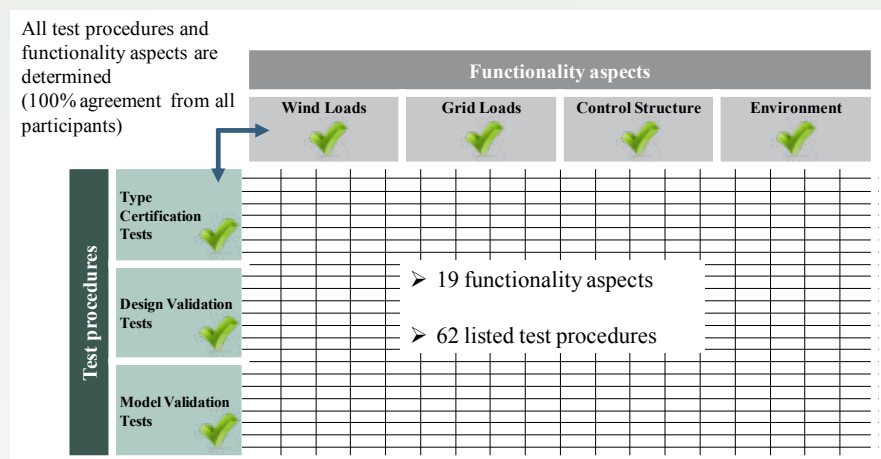 All test procedures and
functionality aspects are
determined
(100% agreement from all
participants)
Functionality aspects
Wind Loads
Grid Loads
Control Structure
Environment
Test procedures
Type
Certification
Tests
Design Validation
Tests
Model Validation
Tests
➢ 19 functionality aspects
➢ 62 listed test procedures